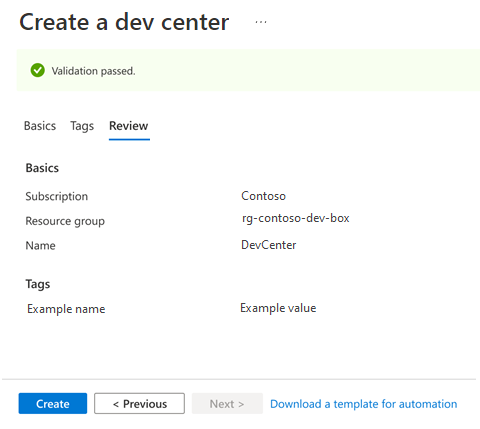 Create a dev center ...
Validation passed.
Basics Tags Review
Basics
Subscription Contoso
Resource group rg-contoso-dev-box
Name DevCenter
Tags
Example name Example value
Create < Previous Next > Download a template for automation